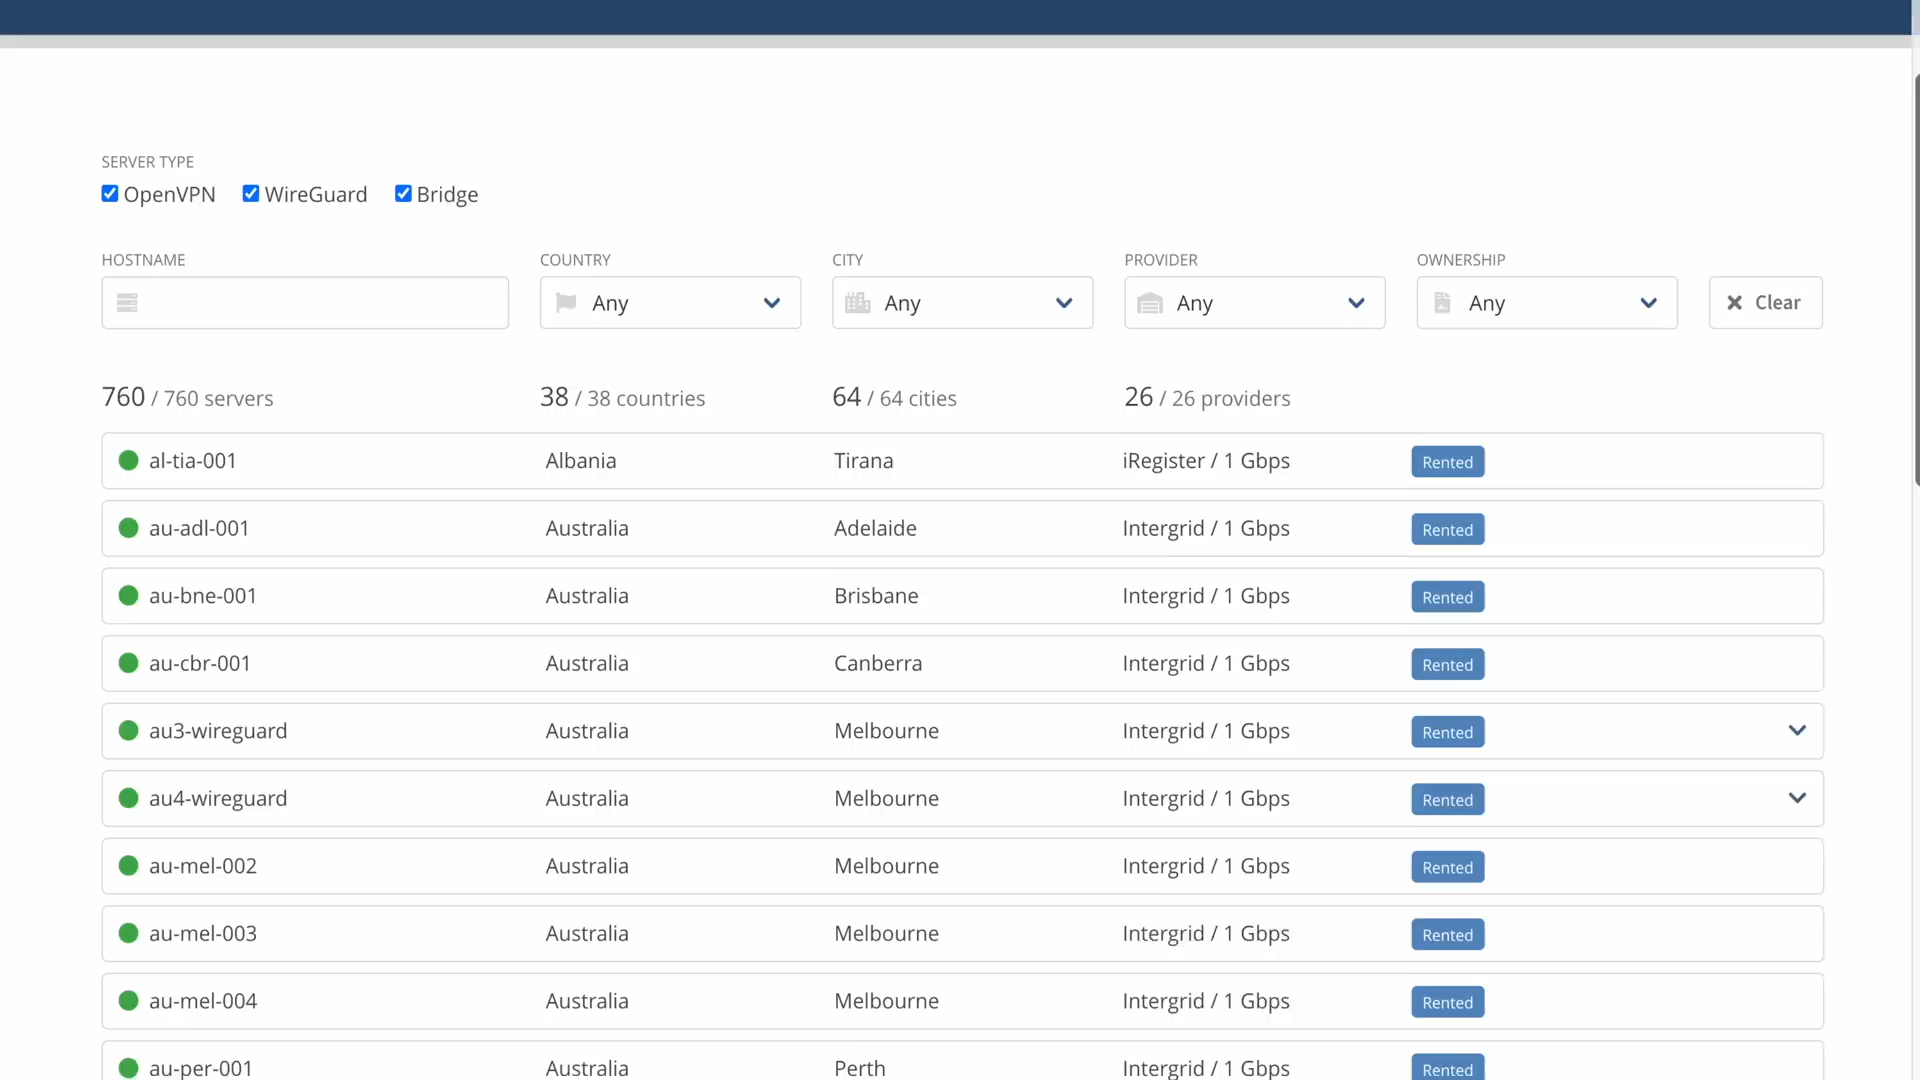 SERVER TYPE
OpenVPN WireGuard Bridge
HOSTNAME COUNTRY CITY PROVIDER OWNERSHIP
Any Any Any Any Clear
760 / 760 servers 38 / 38 countries 64 / 64 cities 26 / 26 providers
al-tia-001 Albania Tirana iRegister / 1 Gbps Rented
au-adl-001 Australia Adelaide Intergrid / 1 Gbps Rented
au-bne-001 Australia Brisbane Intergrid / 1 Gbps Rented
au-cbr-001 Australia Canberra Intergrid / 1 Gbps Rented
au3-wireguard Australia Melbourne Intergrid / 1 Gbps Rented
au4-wireguard Australia Melbourne Intergrid / 1 Gbps Rented
au-mel-002 Australia Melbourne Intergrid / 1 Gbps Rented
au-mel-003 Australia Melbourne Intergrid / 1 Gbps Rented
au-mel-004 Australia Melbourne Intergrid / 1 Gbps Rented
au-per-001 Australia Perth Intergrid / 1 Gbps Rented